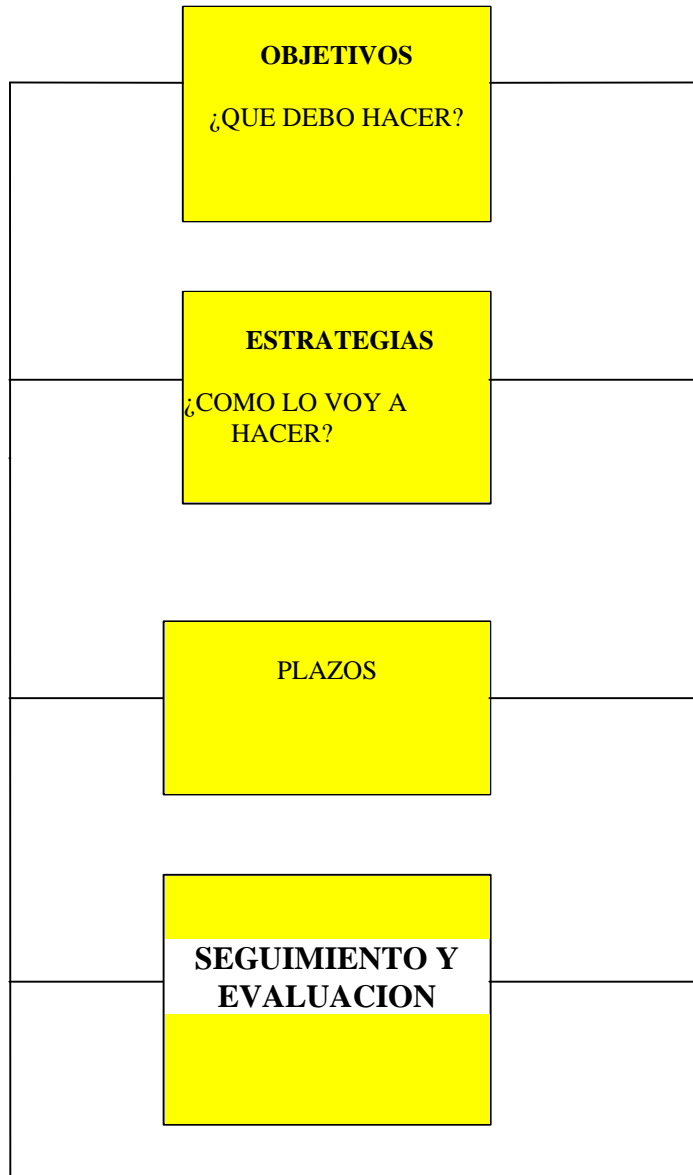 OBJETIVOS
¿QUE DEBO HACER?
ESTRATEGIAS
¿COMO LO VOY A
HACER?
PLAZOS
SEGUIMIENTO Y
EVALUACION